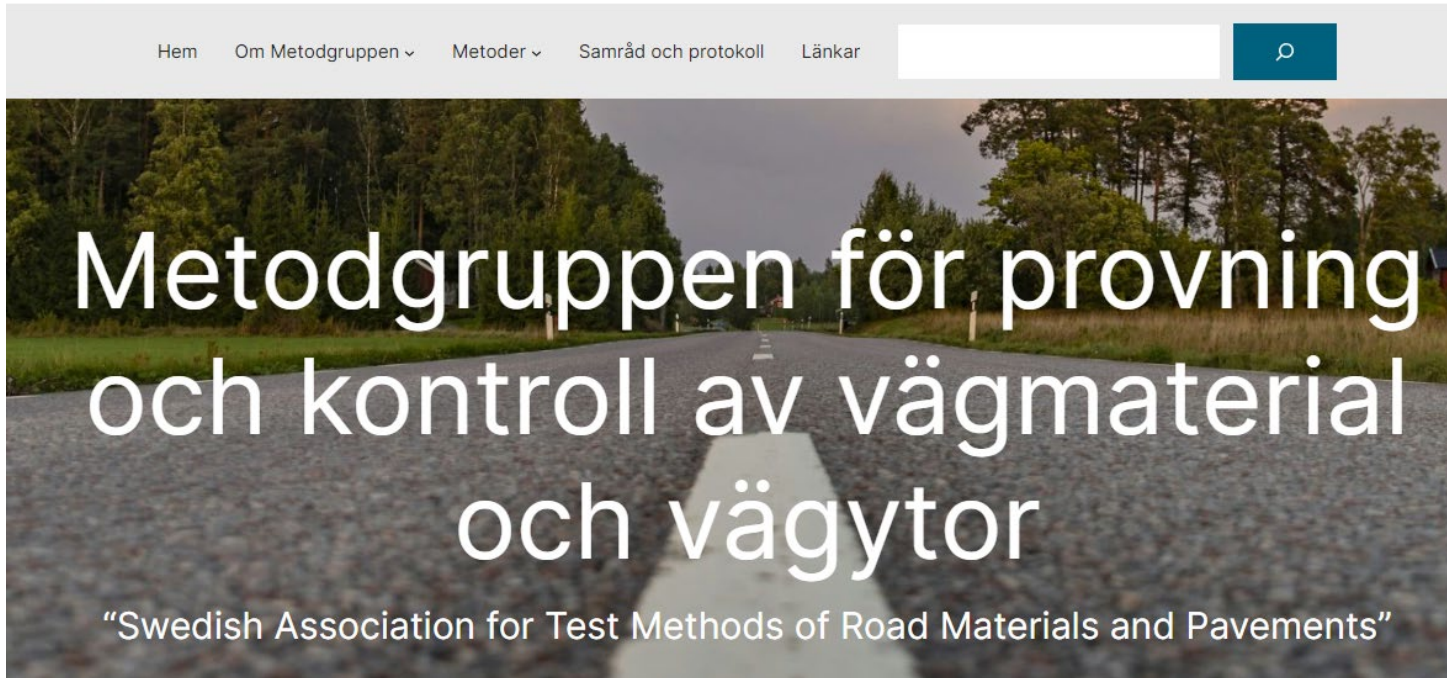 Hem Om Metodgruppen Metoder Samråd och protokoll Länkar
Metodgruppen för provning
och kontroll av vägmaterial
och vägytor
“Swedish Association for Test Methods of Road Materials and Pavements”